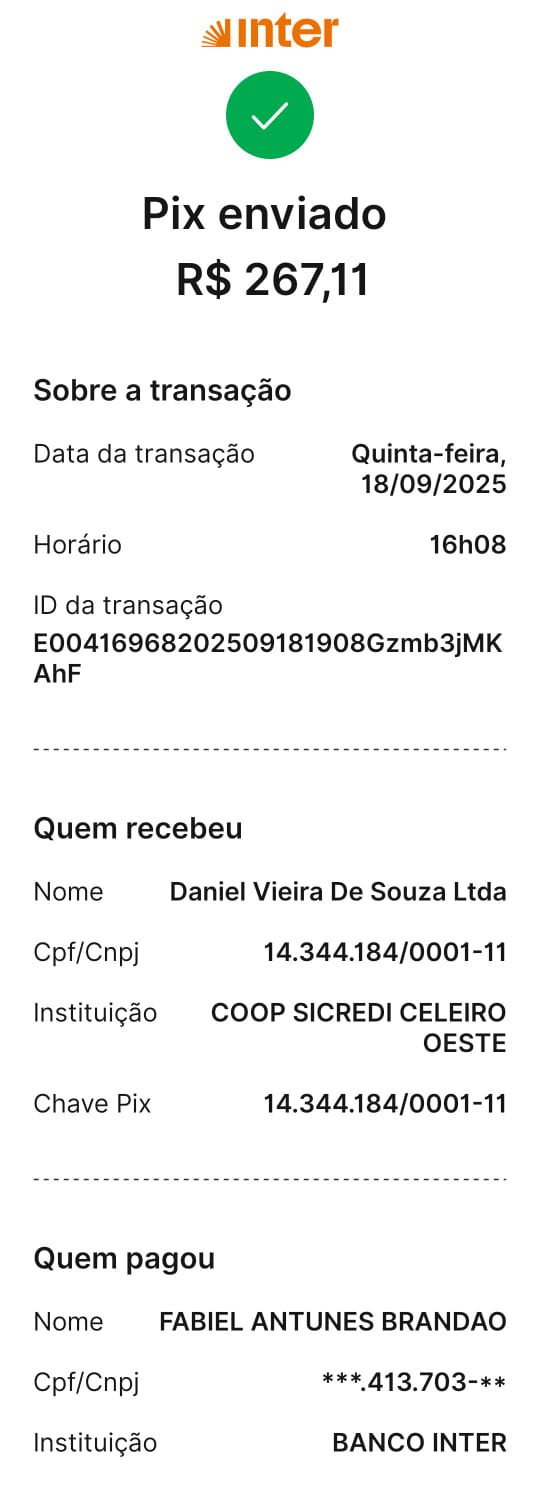 inter
Pix enviado
R$ 267,11
Sobre a transação
Data da transação Quinta-feira,
18/09/2025
Horário 16h08
ID da transação
E00416968202509181908Gzmb3jMK
AhF
Quem recebeu
Nome Daniel Vieira De Souza Ltda
Cpf/Cnpj 14.344.184/0001-11
Instituição COOP SICREDI CELEIRO
OESTE
Chave Pix 14.344.184/0001-11
Quem pagou
Nome FABIEL ANTUNES BRANDAO
Cpf/Cnpj ***.413.703-**
Instituição BANCO INTER